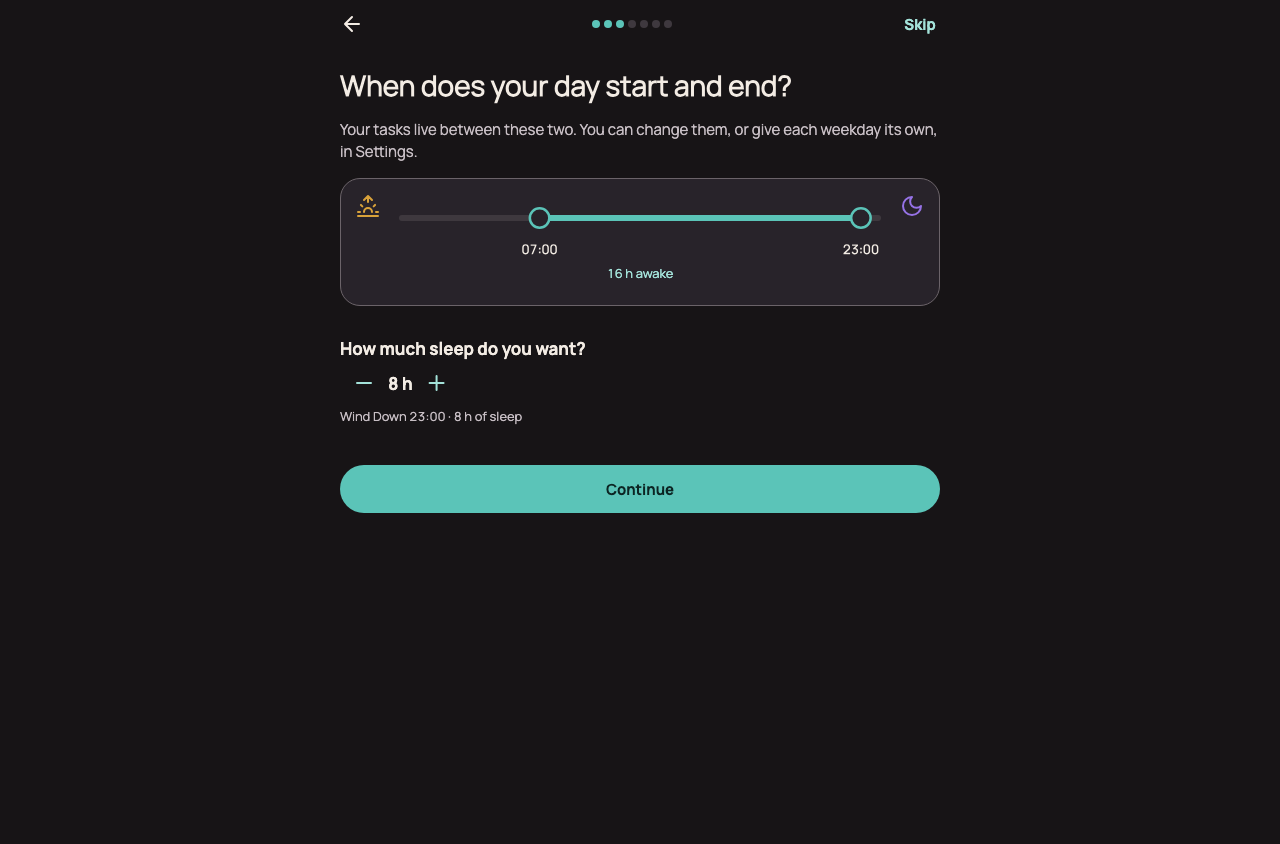 Skip
When does your day start and end?
Your tasks live between these two. You can change them, or give each weekday its own,
in Settings.
07:00
23:00
16 h awake
How much sleep do you want?
8 h
Wind Down 23:00 · 8 h of sleep
Continue